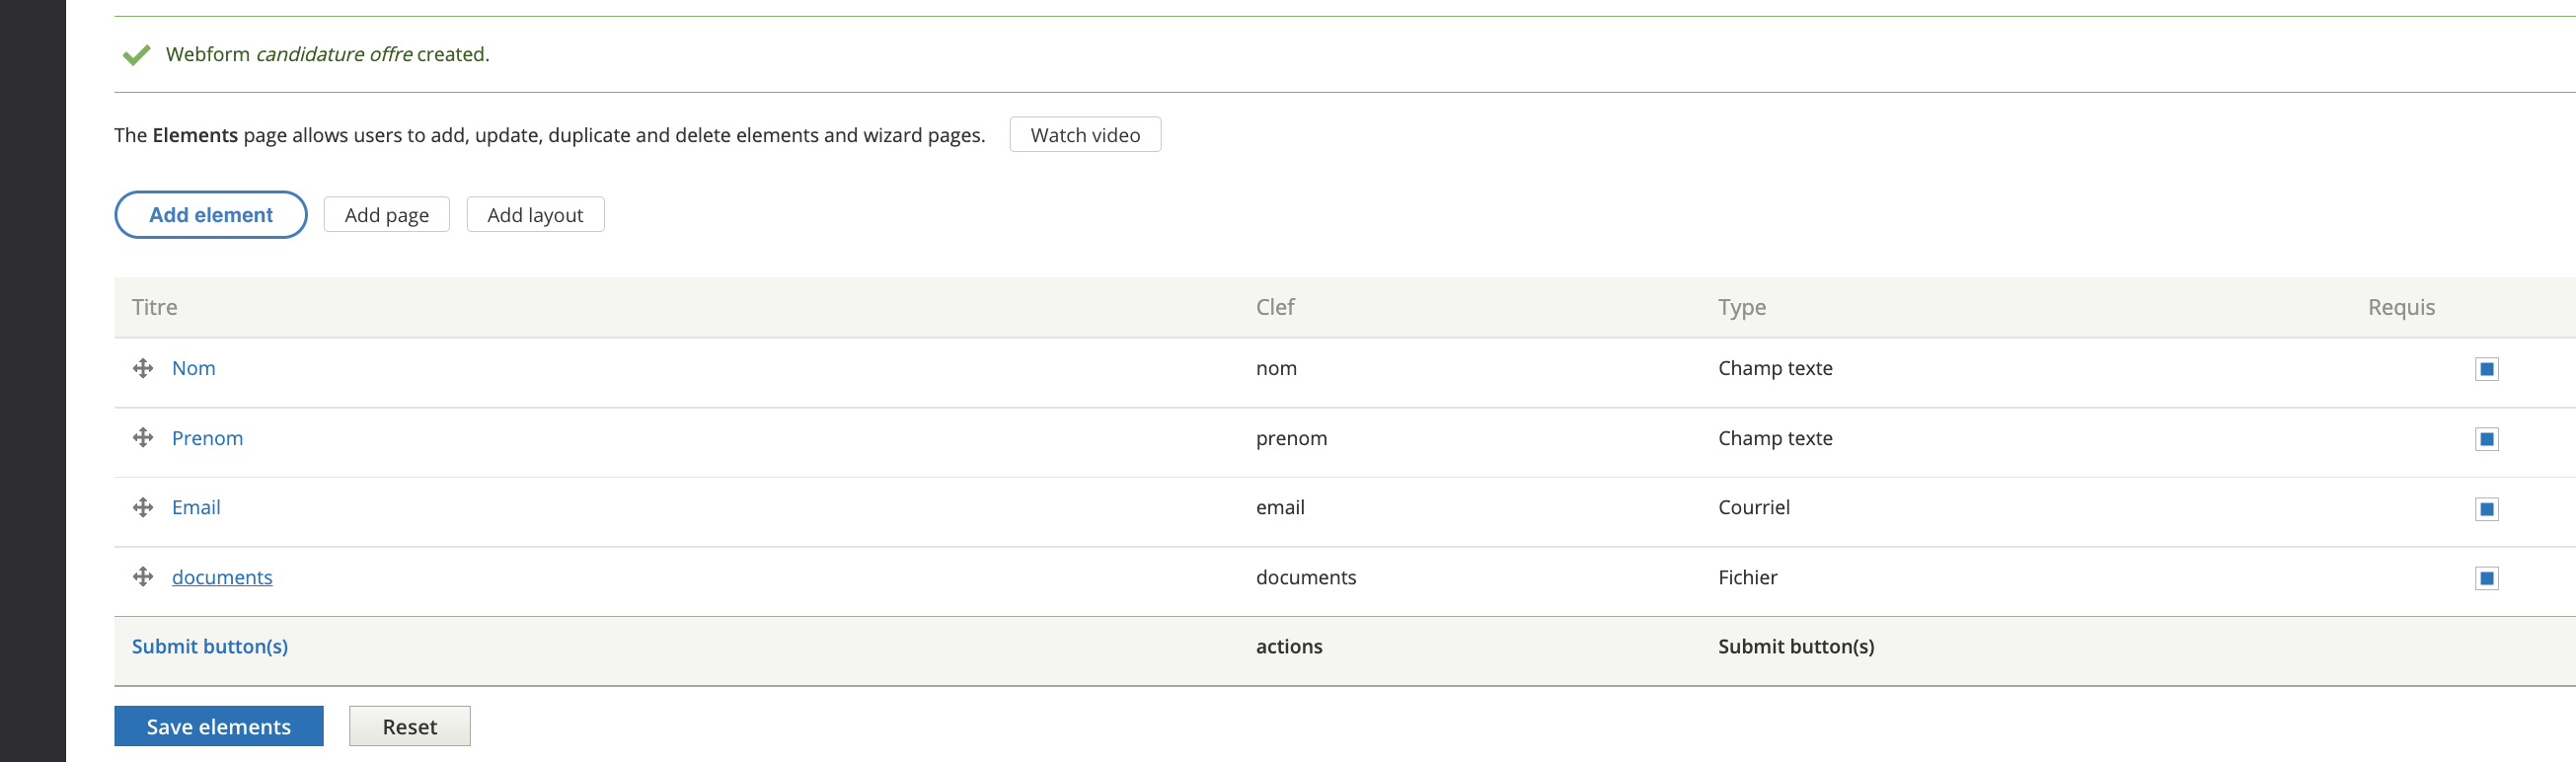 Webform candidature offre created.
The Elements page allows users to add, update, duplicate and delete elements and wizard pages. Watch video
Add element Add page Add layout
Titre Clef Type Requis
Nom nom Champ texte
Prenom prenom Champ texte
Email email Courriel
documents documents Fichier
Submit button(s) actions Submit button(s)
Save elements Reset